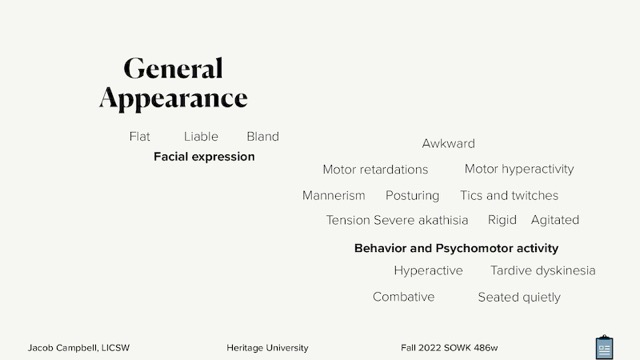 General
Appearance
Flat Liable Bland
Facial expression
Awkward
Motor retardations Motor hyperactivity
Mannerism Posturing Tics and twitches
Tension Severe akathisia Rigid Agitated
Behavior and Psychomotor activity
Hyperactive Tardive dyskinesia
Combative Seated quietly
Jacob Campbell, LICSW Heritage University Fall 2022 SOWK 486w